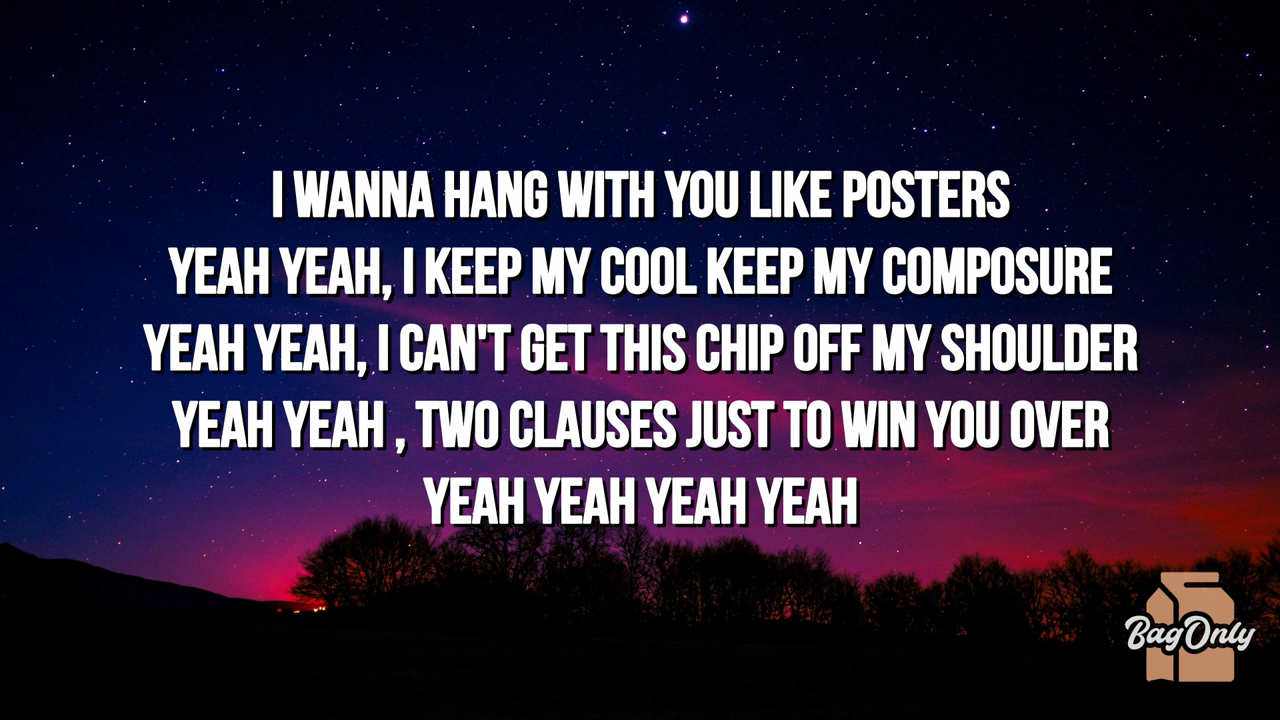 I WANNA HANG WITH YOU LIKE POSTERS
YEAH YEAH, I KEEP MY COOL KEEP MY COMPOSURE
YEAH YEAH, I CAN'T GET THIS CHIP OFF MY SHOULDER
YEAH YEAH , TWO CLAUSES JUST TO WIN YOU OVER
YEAH YEAH YEAH YEAH
BagOnly